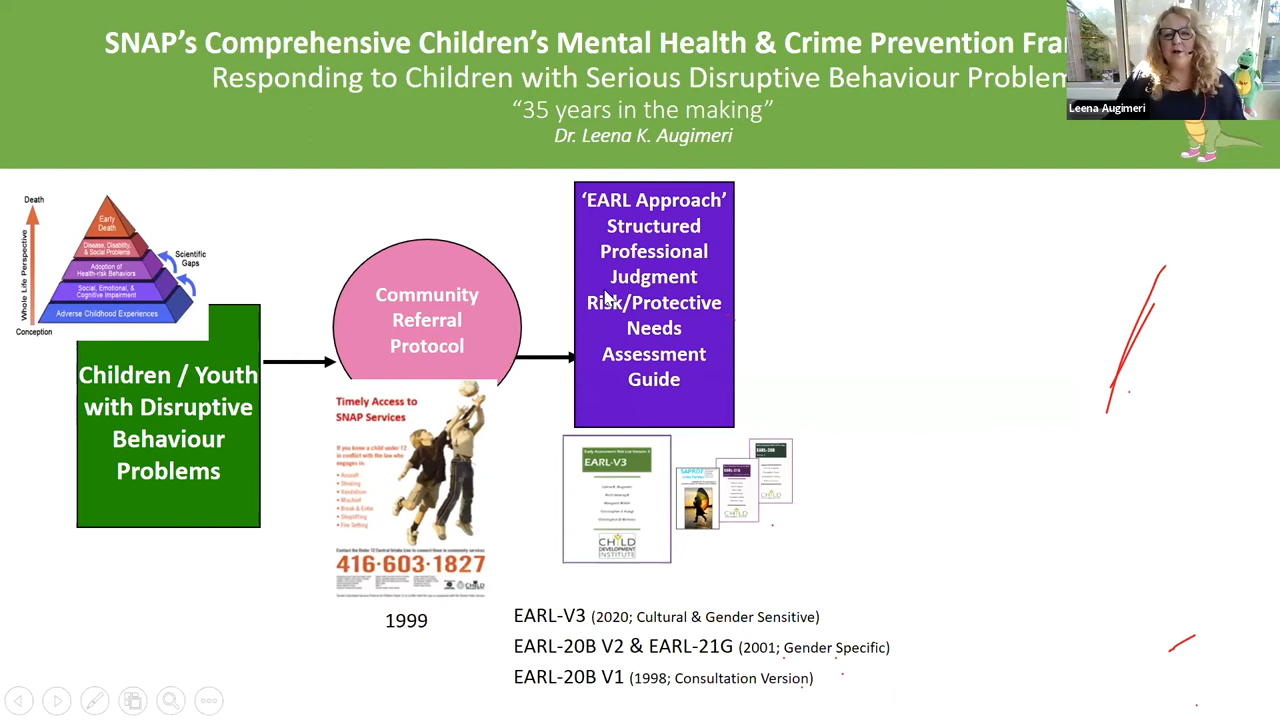 SNAP's Comprehensive Children's Mental Health & Crime Prevention Fra
Responding to Children with Serious Disruptive Behaviour Problem
“35 years in the making”
Dr. Leena K. Augimeri
Leena Augimeri
Death
Whole Life Perspective
Conception
Early
Death
Disease, Disability,
& Social Problems
Adoption of
Health-risk Behaviors
Social, Emotional, &
Cognitive Impairment
Adverse Childhood Experiences
Scientific
Gaps
Children / Youth
with Disruptive
Behaviour
Problems
Community
Referral
Protocol
Timely Access to
SNAP Services
If you know a child under 12
in conflict with the law who
engages in:
• Assault
• Stealing
• Vandalism
• Mischief
• Break & Enter
• Shoplifting
• Fire Setting
Contact the Under 12 Central Intake Line to connect them to community services
416·603·1827
1999
‘EARL Approach’
Structured
Professional
Judgment
Risk/Protective
Needs
Assessment
Guide
EARL-V3
CHILD
DEVELOPMENT
INSTITUTE
EARL-21G
EARL-20B
EARL-V3 (2020; Cultural & Gender Sensitive)
EARL-20B V2 & EARL-21G (2001; Gender Specific)
EARL-20B V1 (1998; Consultation Version)